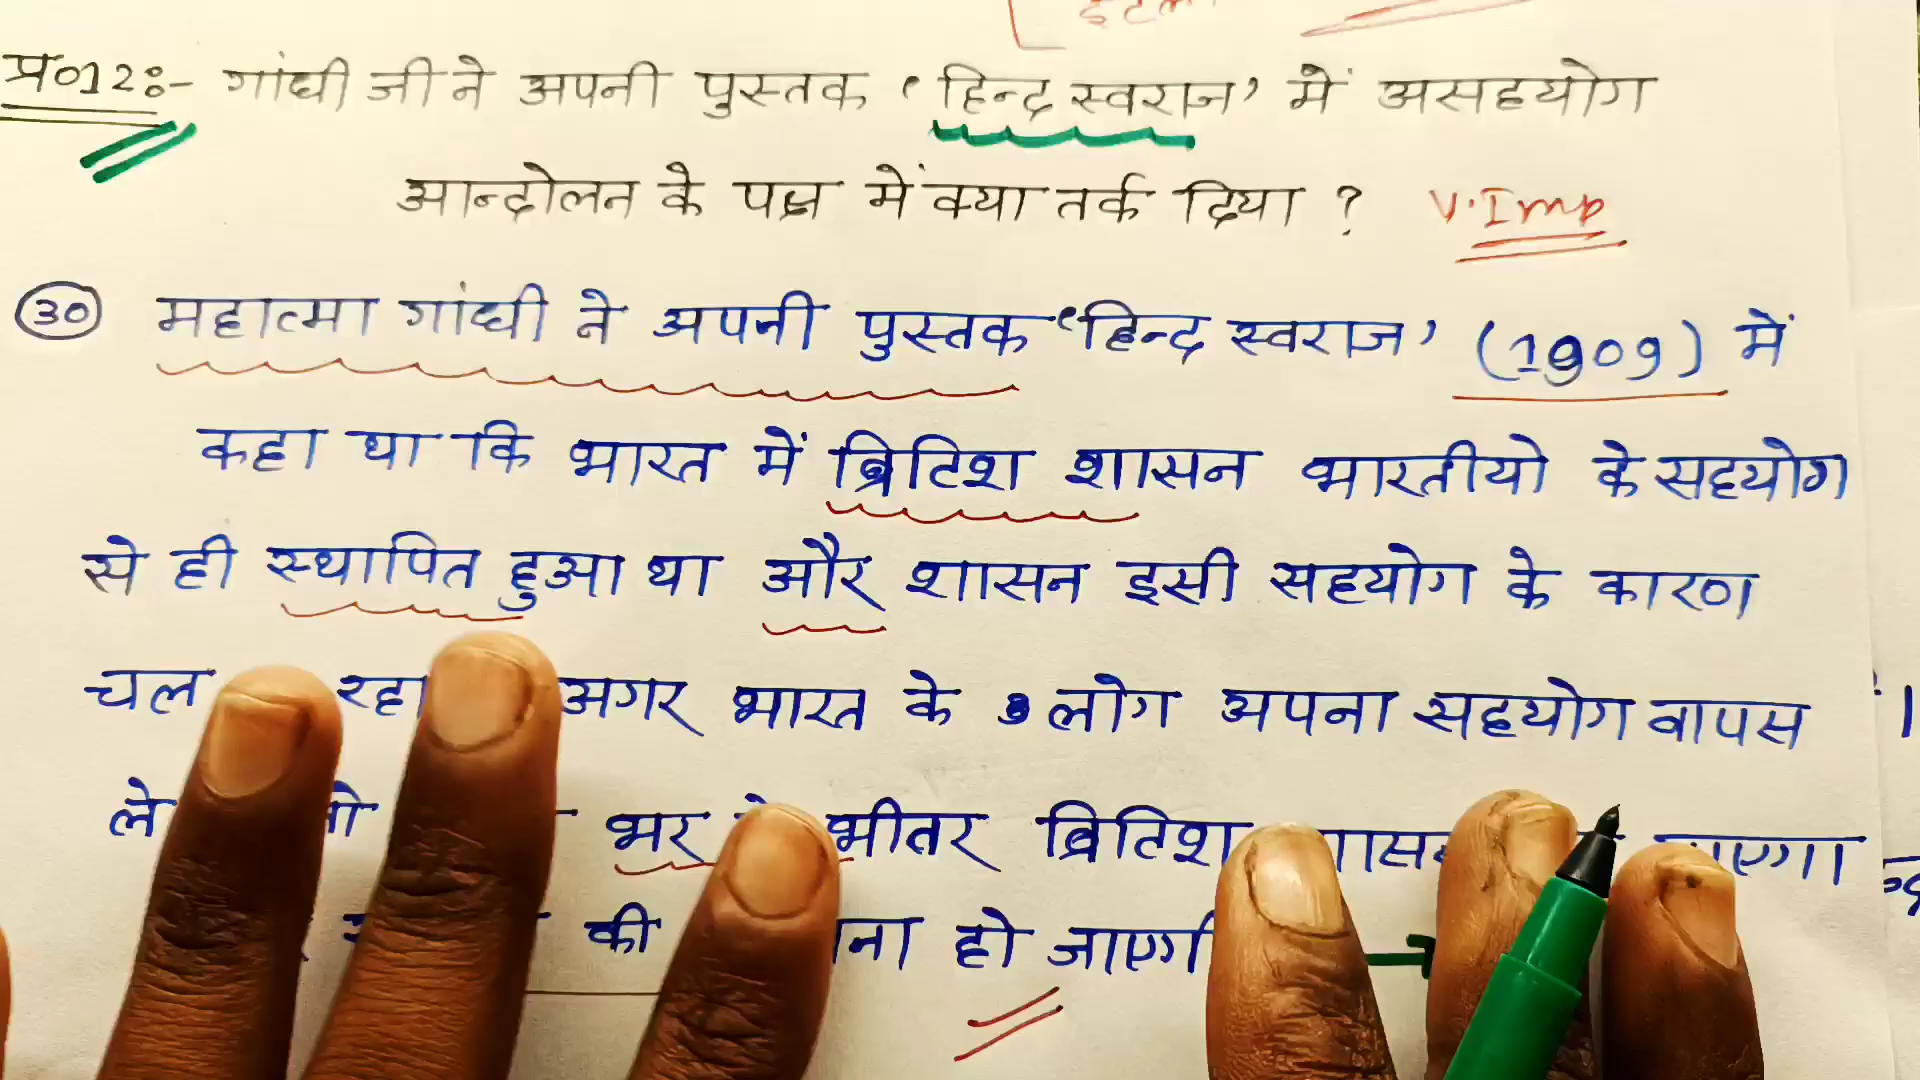 प्र012:- गांधी जी ने अपनी पुस्तक 'हिन्द स्वराज' में असहयोग
आन्दोलन के पक्ष में क्या तर्क दिया ? V.Imp
(30) महात्मा गांधी ने अपनी पुस्तक 'हिन्द स्वराज' (1909) में
कहा था कि भारत में ब्रिटिश शासन भारतीयो के सहयोग
से ही स्थापित हुआ था और शासन इसी सहयोग के कारण
चल रहा अगर भारत के लोग अपना सहयोग वापस
ले भर भीतर ब्रिटिश
की हो